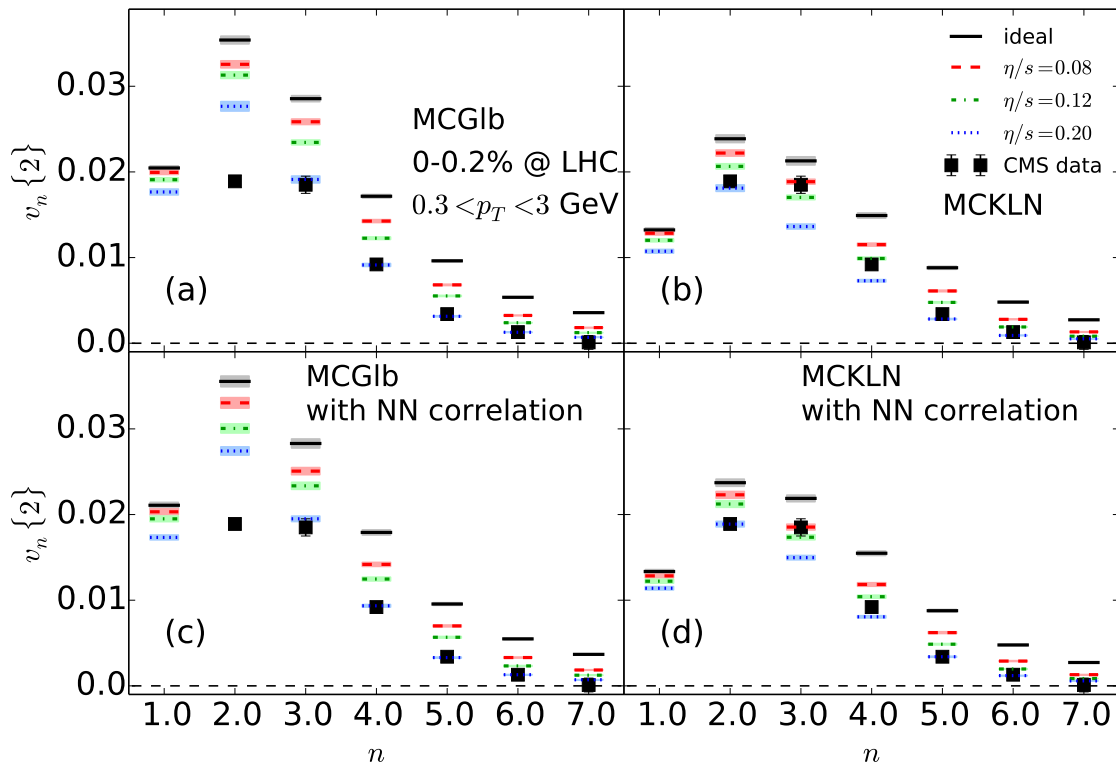 v_n{2}
0.03
0.02
0.01
0.0
MCGlb
0-0.2% @ LHC
0.3 <p_T <3 GeV
(a)
ideal
η/s=0.08
η/s=0.12
η/s=0.20
CMS data
MCKLN
(b)
v_n{2}
0.03
0.02
0.01
0.0
MCGlb
with NN correlation
(c)
MCKLN
with NN correlation
(d)
1.0 2.0 3.0 4.0 5.0 6.0 7.0
1.0 2.0 3.0 4.0 5.0 6.0 7.0
n
n